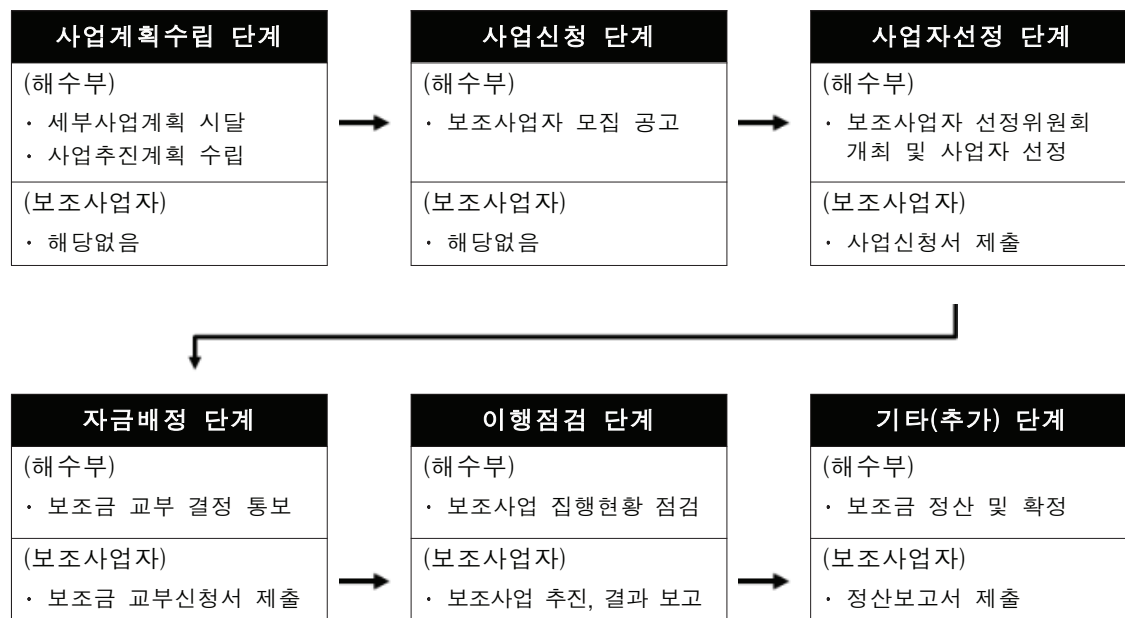 사업계획수립 단계
(해수부)
· 세부사업계획 시달
· 사업추진계획 수립
(보조사업자)
· 해당없음
사업신청 단계
(해수부)
· 보조사업자 모집 공고
(보조사업자)
· 해당없음
사업자선정 단계
(해수부)
· 보조사업자 선정위원회
개최 및 사업자 선정
(보조사업자)
· 사업신청서 제출
자금배정 단계
(해수부)
· 보조금 교부 결정 통보
(보조사업자)
· 보조금 교부신청서 제출
이행점검 단계
(해수부)
· 보조사업 집행현황 점검
(보조사업자)
· 보조사업 추진, 결과 보고
기타(추가) 단계
(해수부)
· 보조금 정산 및 확정
(보조사업자)
· 정산보고서 제출